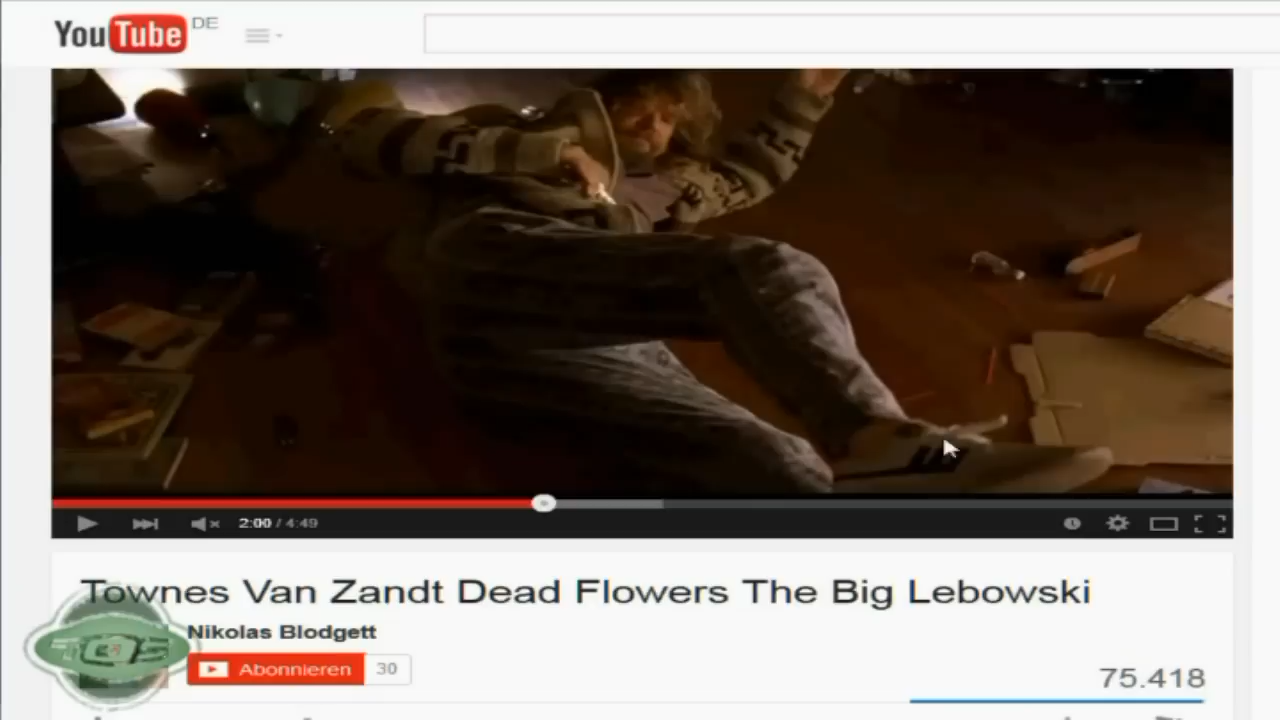 YouTube DE
2:00 / 4:49
Townes Van Zandt Dead Flowers The Big Lebowski
Nikolas Blodgett
Abonnieren 30
75.418
TOS